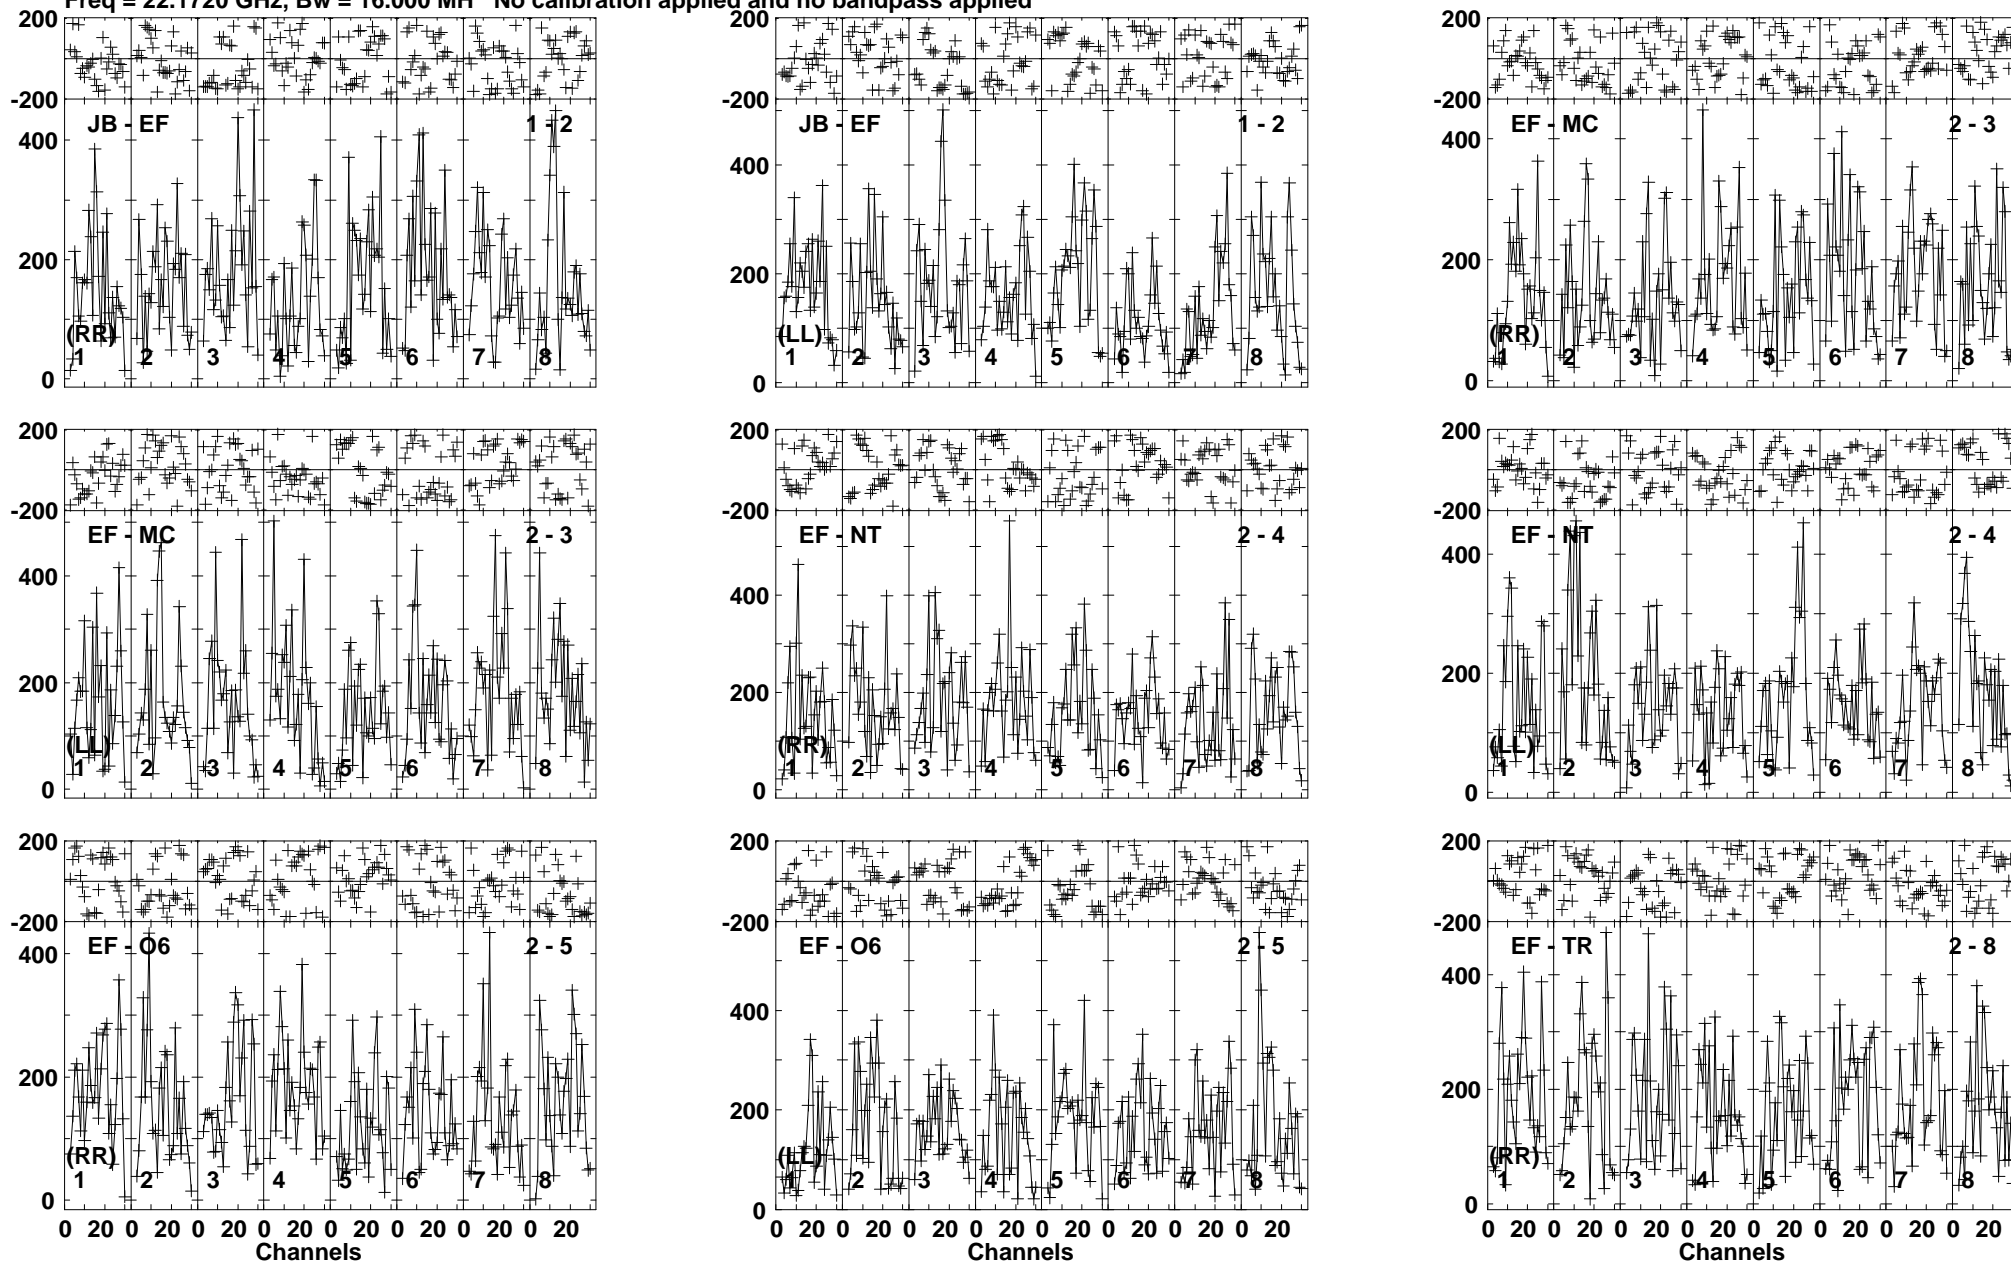 Freq = 22.1720 GHz, Bw = 16.000 MH No calibration applied and no bandpass applied
200 200 200
-200 -200 -200
JB - EF 1 - 2 JB - EF 1 - 2 EF - MC 2 - 3
400 400 400
200 200 200
(RR) (LL) (RR)
1 2 3 4 5 6 7 8 1 2 3 4 5 6 7 8 1 2 3 4 5 6 7 8
0 0 0
200 200 200
-200 -200 -200
EF - MC 2 - 3 EF - NT 2 - 4 EF - NT 2 - 4
400 400 400
200 200 200
(LL) (RR) (LL)
1 2 3 4 5 6 7 8 1 2 3 4 5 6 7 8 1 2 3 4 5 6 7 8
0 0 0
200 200 200
-200 -200 -200
EF - O6 2 - 5 EF - O6 2 - 5 EF - TR 2 - 8
400 400 400
200 200 200
(RR) (LL) (RR)
1 2 3 4 5 6 7 8 1 2 3 4 5 6 7 8 1 2 3 4 5 6 7 8
0 0 0
0 20 0 20 0 20 0 20 0 20 0 20 0 20 0 20 0 20 0 20 0 20 0 20 0 20 0 20 0 20 0 20 0 20 0 20 0 20 0 20 0 20 0 20 0 20 0 20
Channels Channels Channels